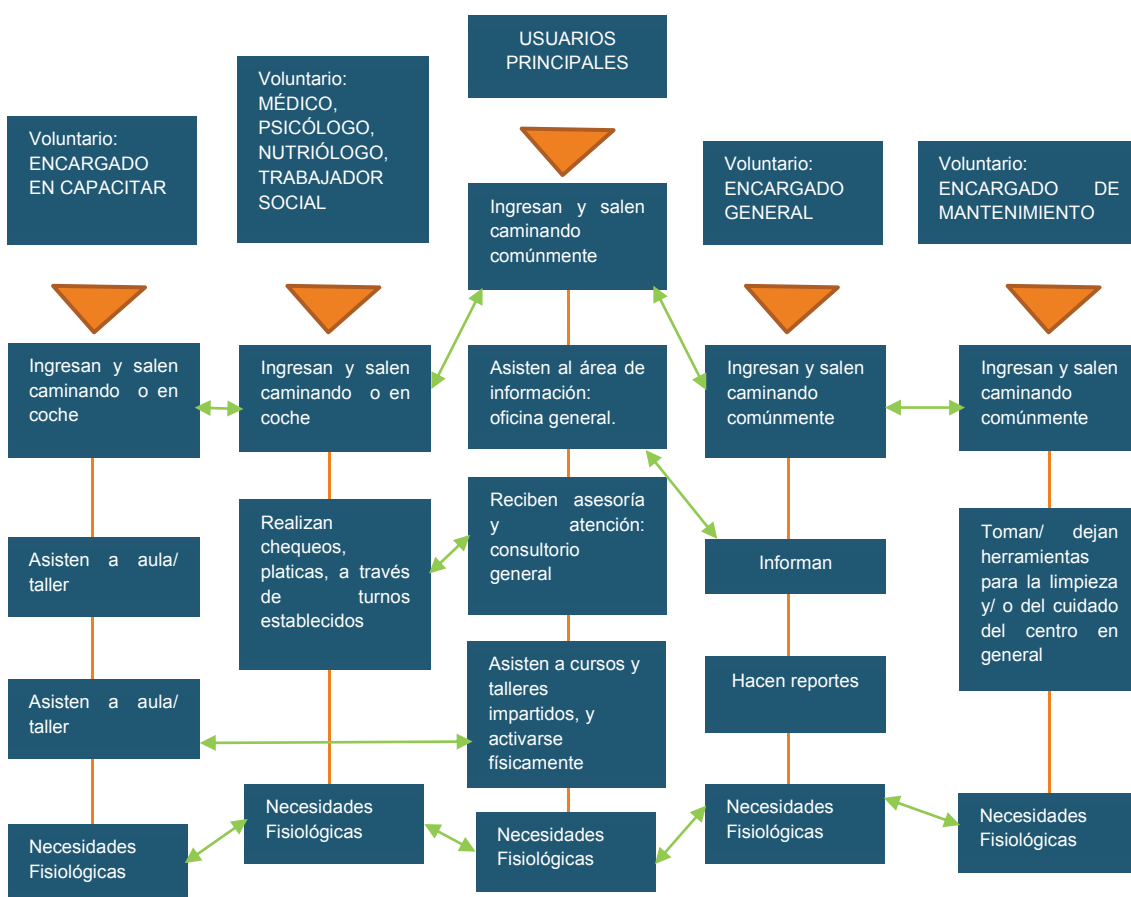 USUARIOS
PRINCIPALES
Voluntario:
MÉDICO,
PSICÓLOGO,
NUTRIÓLOGO,
TRABAJADOR
SOCIAL
Voluntario:
ENCARGADO
EN CAPACITAR
Voluntario:
ENCARGADO
GENERAL
Voluntario:
ENCARGADO DE
MANTENIMIENTO
Ingresan y salen
caminando
comúnmente
Ingresan y salen
caminando o en
coche
Ingresan y salen
caminando o en
coche
Asisten al área de
información:
oficina general.
Ingresan y salen
caminando
comúnmente
Ingresan y salen
caminando
comúnmente
Asisten a aula/
taller
Realizan
chequeos,
platicas, a través
de turnos
establecidos
Reciben asesoría
y atención:
consultorio
general
Informan
Toman/ dejan
herramientas
para la limpieza
y/ o del cuidado
del centro en
general
Asisten a aula/
taller
Asisten a cursos y
talleres
impartidos, y
activarse
físicamente
Hacen reportes
Necesidades
Fisiológicas
Necesidades
Fisiológicas
Necesidades
Fisiológicas
Necesidades
Fisiológicas
Necesidades
Fisiológicas